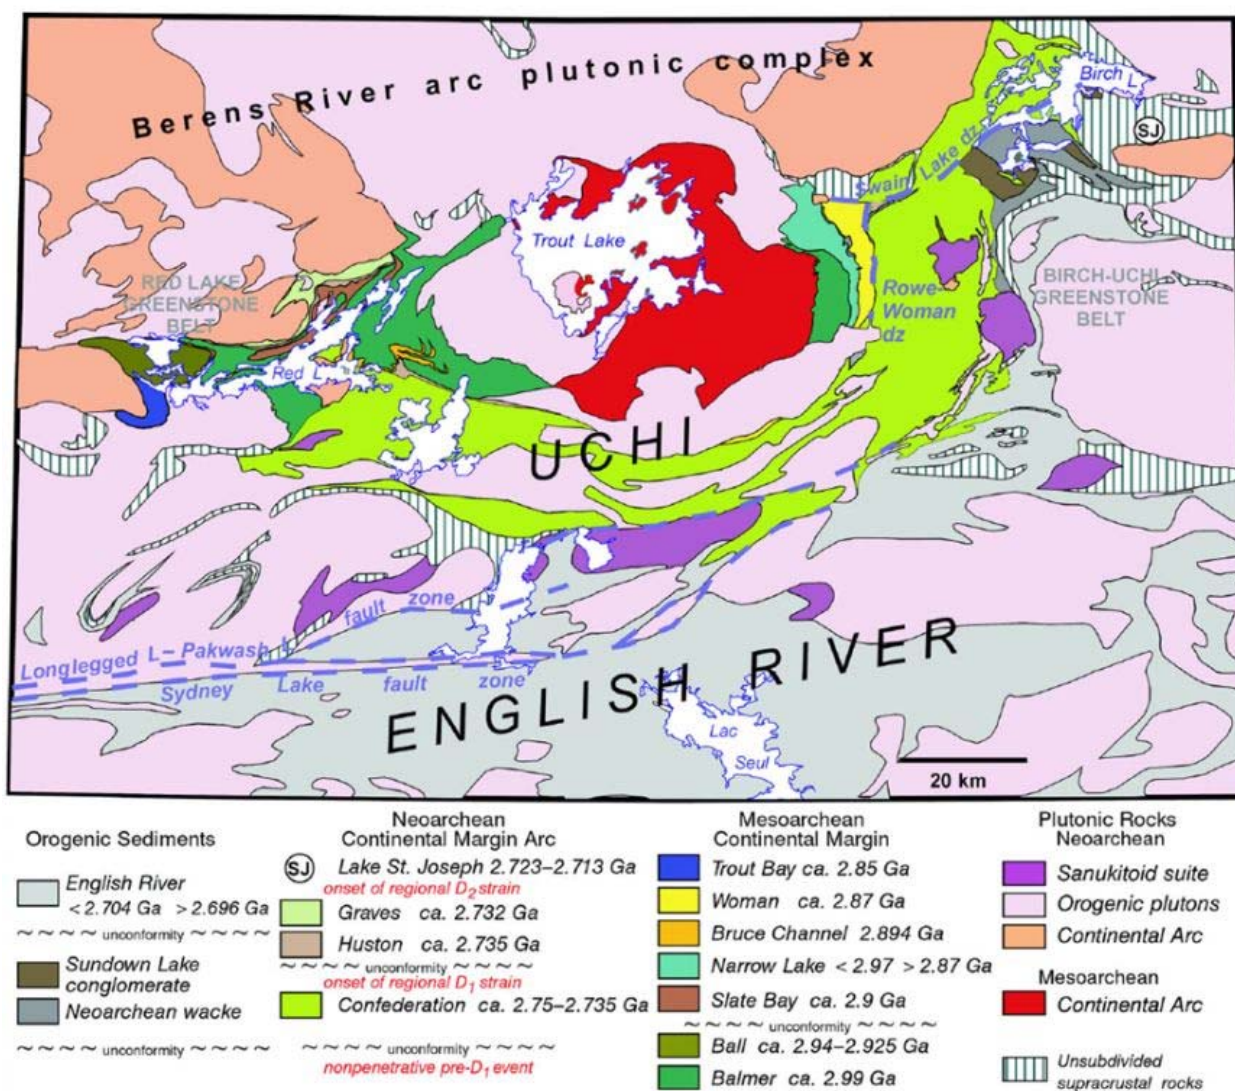 Berens River arc plutonic complex
Birch L
SJ
Swain Lake dz
Trout Lake
RED LAKE
GREENSTONE
BELT
Rowe-
Woman
dz
BIRCH-UCHI
GREENSTONE
BELT
Red L
UCHI
Longlegged L – Pakwash L fault zone
Sydney Lake fault zone
ENGLISH RIVER
Lac
Seul
20 km
Orogenic Sediments
English River
< 2.704 Ga > 2.696 Ga
~ ~ ~ ~ unconformity ~ ~ ~ ~
Sundown Lake
conglomerate
Neoarchean wacke
~ ~ ~ ~ unconformity ~ ~ ~ ~
Neoarchean
Continental Margin Arc
SJ Lake St. Joseph 2.723–2.713 Ga
onset of regional D2 strain
Graves ca. 2.732 Ga
Huston ca. 2.735 Ga
~ ~ ~ ~ unconformity ~ ~ ~ ~
onset of regional D1 strain
Confederation ca. 2.75–2.735 Ga
~ ~ ~ ~ unconformity ~ ~ ~ ~
nonpenetrative pre-D1 event
Mesoarchean
Continental Margin
Trout Bay ca. 2.85 Ga
Woman ca. 2.87 Ga
Bruce Channel 2.894 Ga
Narrow Lake < 2.97 > 2.87 Ga
Slate Bay ca. 2.9 Ga
~ ~ ~ ~ unconformity ~ ~ ~ ~
Ball ca. 2.94–2.925 Ga
Balmer ca. 2.99 Ga
Plutonic Rocks
Neoarchean
Sanukitoid suite
Orogenic plutons
Continental Arc
Mesoarchean
Continental Arc
Unsubdivided
supracrustal rocks